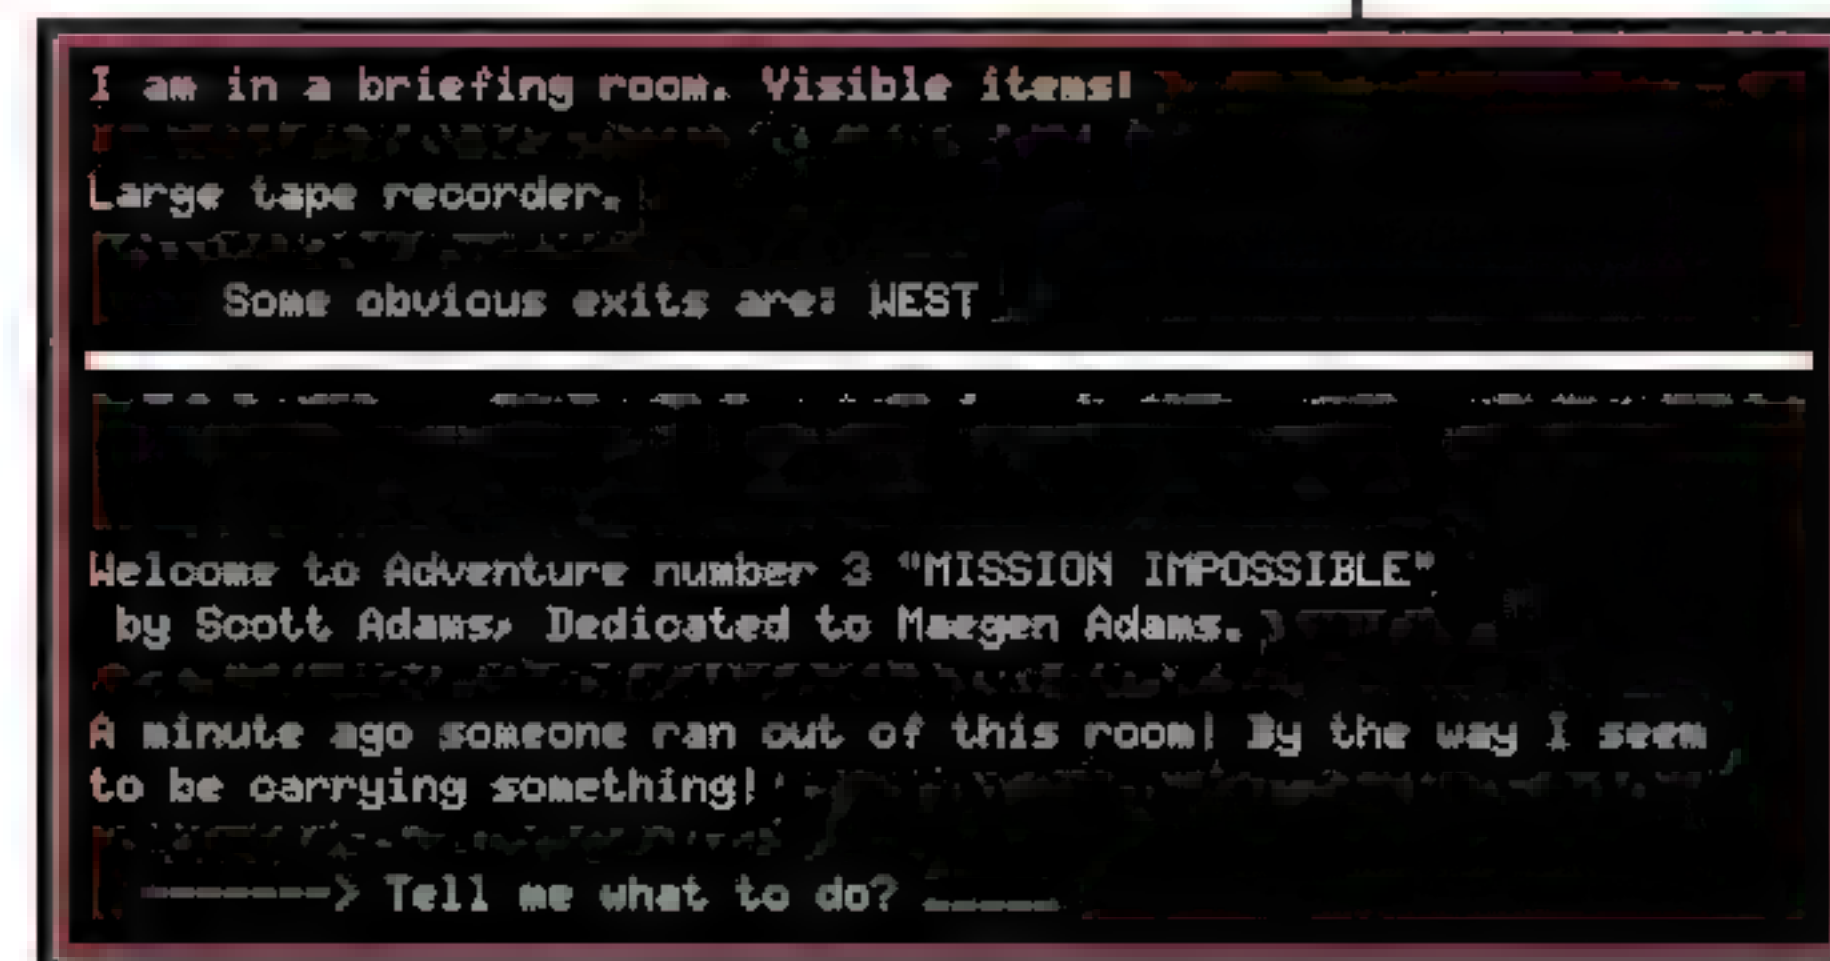 I am in a briefing room. Visible items!
Large tape recorder.
Some obvious exits are: WEST
Welcome to Adventure number 3 "MISSION IMPOSSIBLE"
by Scott Adams, Dedicated to Maegen Adams.
A minute ago someone ran out of this room! By the way I seem
to be carrying something!
-------> Tell me what to do? _____